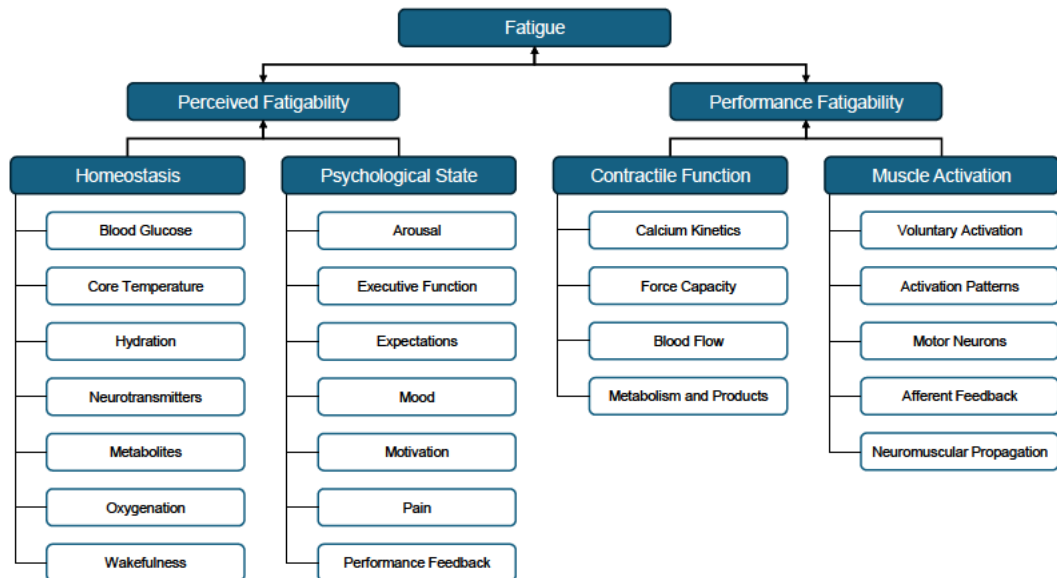 Fatigue
Perceived Fatigability
Performance Fatigability
Homeostasis
Psychological State
Contractile Function
Muscle Activation
Blood Glucose
Arousal
Calcium Kinetics
Voluntary Activation
Core Temperature
Executive Function
Force Capacity
Activation Patterns
Hydration
Expectations
Blood Flow
Motor Neurons
Neurotransmitters
Mood
Metabolism and Products
Afferent Feedback
Metabolites
Motivation
Neuromuscular Propagation
Oxygenation
Pain
Wakefulness
Performance Feedback